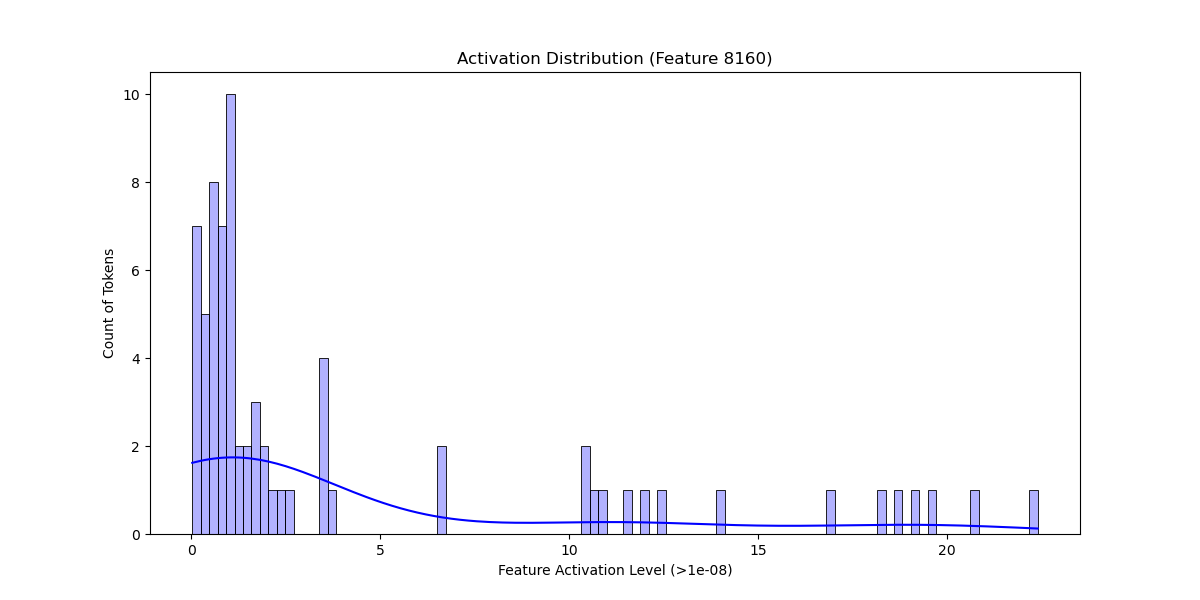 Activation Distribution (Feature 8160)
10
8
6
4
2
0
Count of Tokens
0 5 10 15 20
Feature Activation Level (>1e-08)